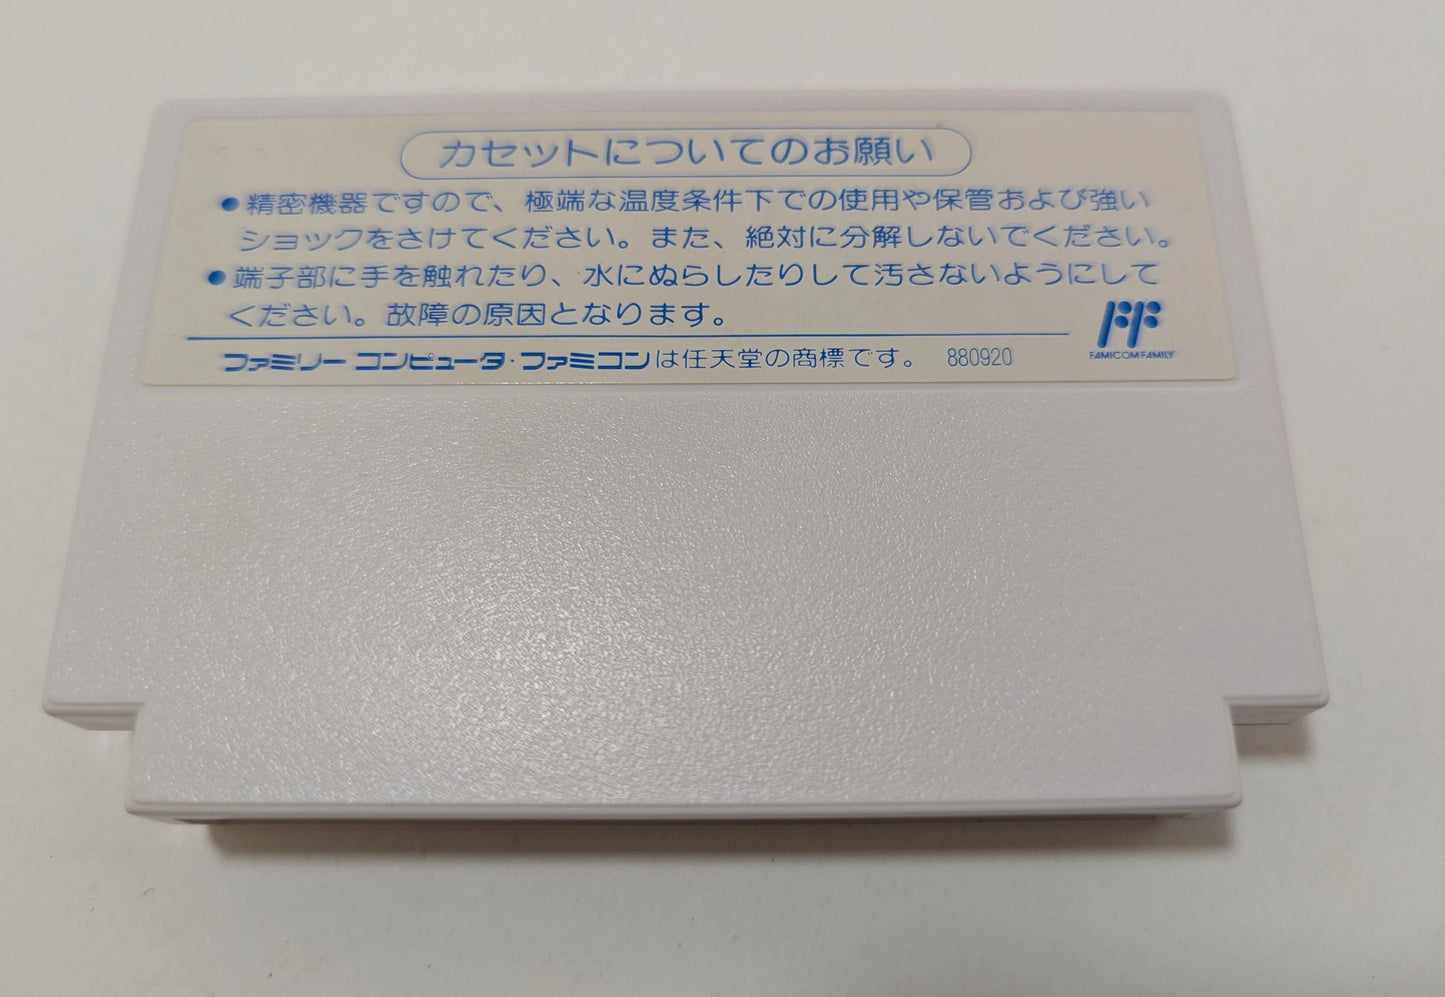 カセットについてのお願い
●精密機器ですので、極端な温度条件下での使用や保管および強い
ショックをさけてください。また、絶対に分解しないでください。
●端子部に手を触れたり、水にぬらしたりして汚さないようにして
ください。故障の原因となります。
ファミリーコンピュータ・ファミコンは任天堂の商標です。 880920
FAMICOM FAMILY